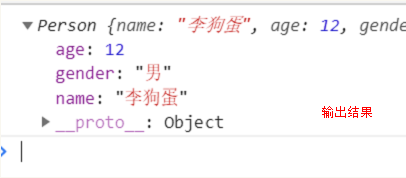 Person {name: "李狗蛋", age: 12, gende
age: 12
gender: "男"
name: "李狗蛋"
__proto__: Object
输出结果